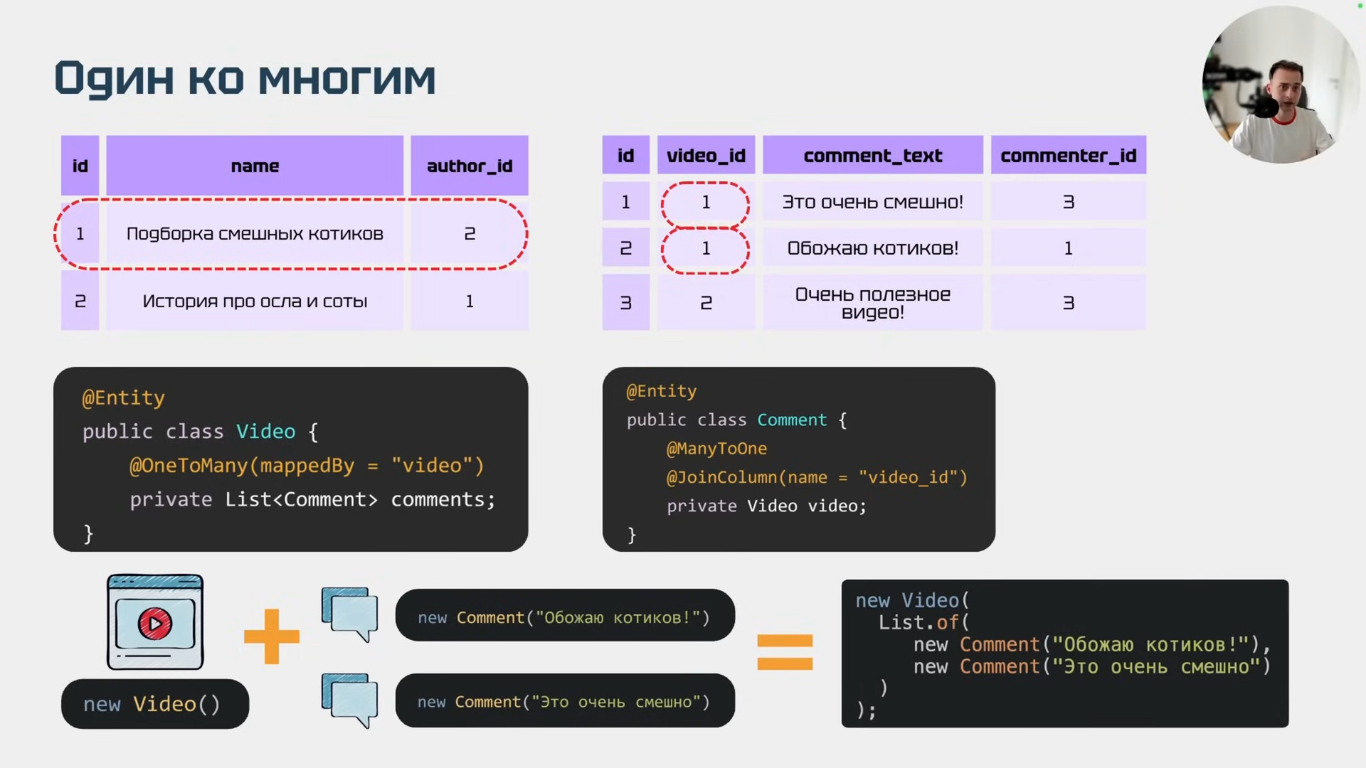 Один ко многим
id name author_id
1 Подборка смешных котиков 2
2 История про осла и соты 1
id video_id comment_text commenter_id
1 1 Это очень смешно! 3
2 1 Обожаю котиков! 1
3 2 Очень полезное видео! 3
@Entity
public class Video {
@OneToMany(mappedBy = "video")
private List<Comment> comments;
}
@Entity
public class Comment {
@ManyToOne
@JoinColumn(name = "video_id")
private Video video;
}
new Video()
+
new Comment("Обожаю котиков!")
new Comment("Это очень смешно")
=
new Video(
List.of(
new Comment("Обожаю котиков!"),
new Comment("Это очень смешно")
)
);